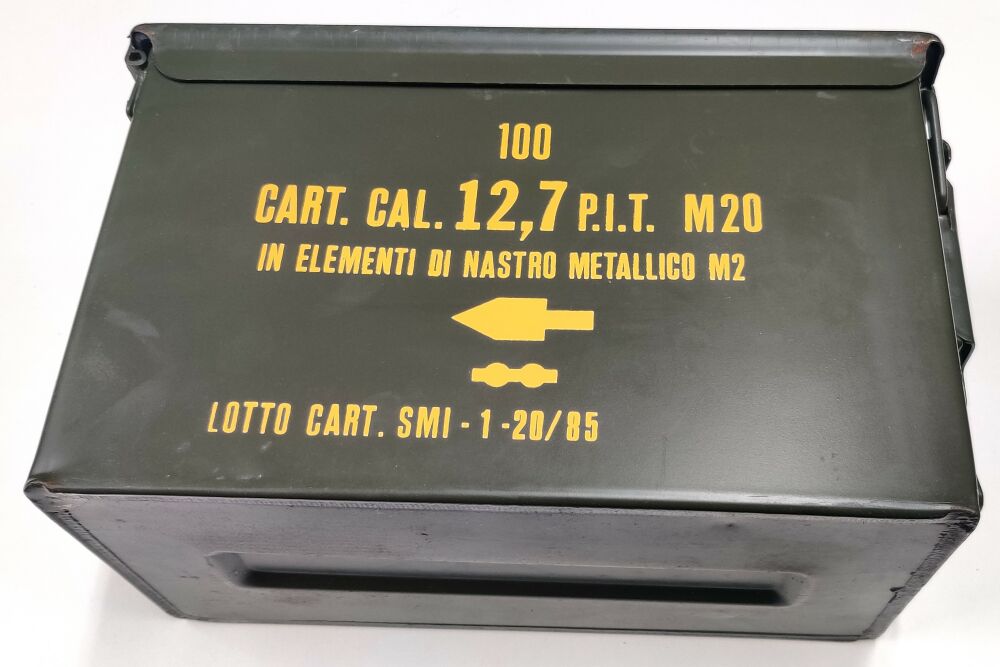 100
CART. CAL. 12,7 P.I.T. M20
IN ELEMENTI DI NASTRO METALLICO M2
LOTTO CART. SMI - 1 -20/85